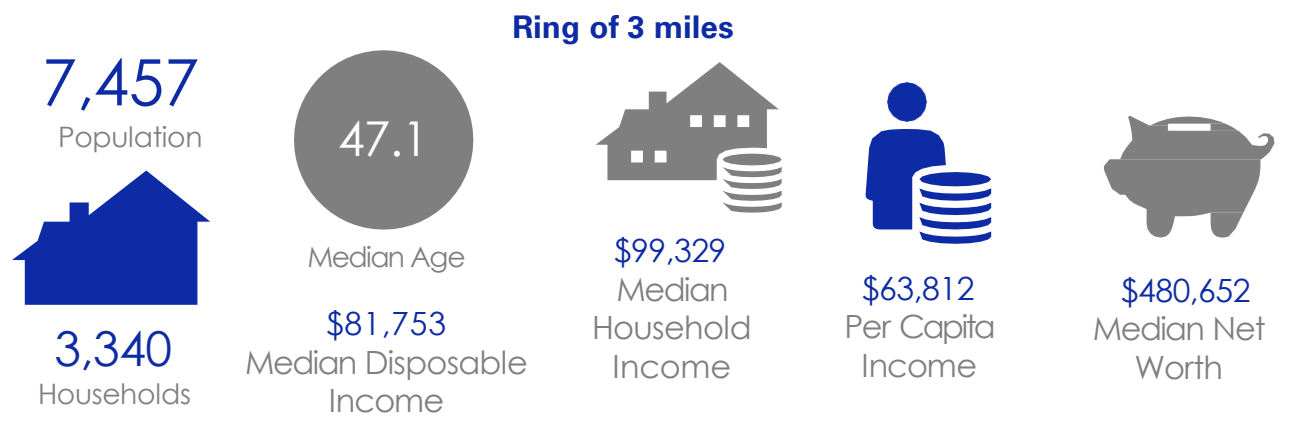 Ring of 3 miles
7,457
Population
3,340
Households
47.1
Median Age
$81,753
Median Disposable
Income
$99,329
Median
Household
Income
$63,812
Per Capita
Income
$480,652
Median Net
Worth